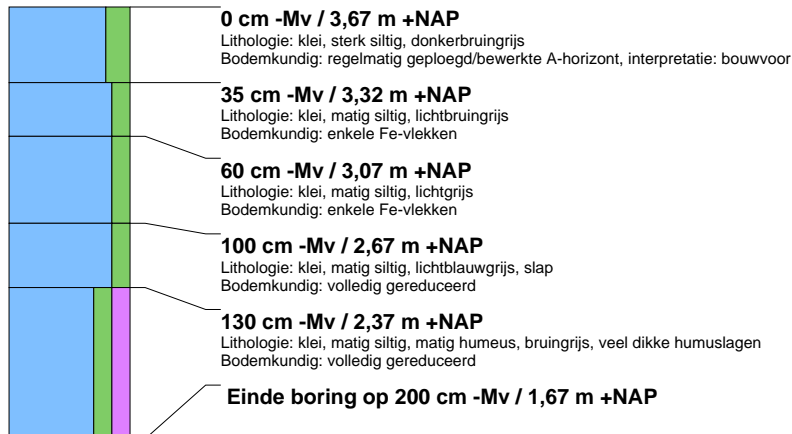 0 cm -Mv / 3,67 m +NAP
Lithologie: klei, sterk siltig, donkerbruingrijs
Bodemkundig: regelmatig geploegd/bewerkte A-horizont, interpretatie: bouwvoor
35 cm -Mv / 3,32 m +NAP
Lithologie: klei, matig siltig, lichtbruingrijs
Bodemkundig: enkele Fe-vlekken
60 cm -Mv / 3,07 m +NAP
Lithologie: klei, matig siltig, lichtgrijs
Bodemkundig: enkele Fe-vlekken
100 cm -Mv / 2,67 m +NAP
Lithologie: klei, matig siltig, lichtblauwgrijs, slap
Bodemkundig: volledig gereduceerd
130 cm -Mv / 2,37 m +NAP
Lithologie: klei, matig siltig, matig humeus, bruingrijs, veel dikke humuslagen
Bodemkundig: volledig gereduceerd
Einde boring op 200 cm -Mv / 1,67 m +NAP